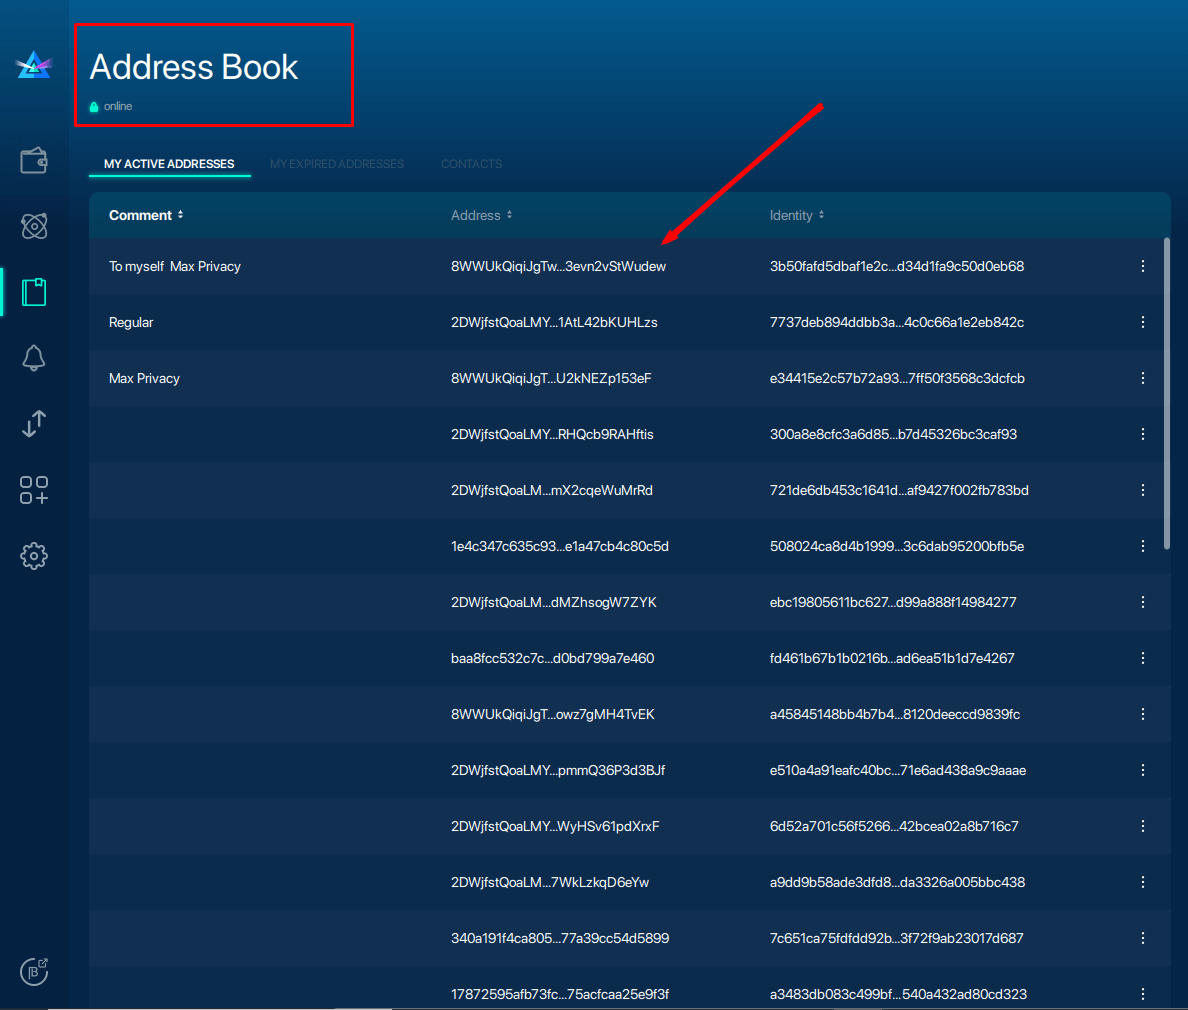 Address Book
online
MY ACTIVE ADDRESSES MY EXPIRED ADDRESSES CONTACTS
Comment Address Identity
To myself Max Privacy 8WWUkQiqiJgTw...3evn2vStWudew 3b50fafd5dbaf1e2c...d34d1fa9c50d0eb68
Regular 2DWjfstQoaLMY...1AtL42bKUHLzs 7737deb894ddbb3a...4c0c66a1e2eb842c
Max Privacy 8WWUkQiqiJgT...U2kNEZp153eF e34415e2c57b72a93...7ff50f3568c3dcfcb
2DWjfstQoaLMY...RHQcb9RAHftis 300a8e8cfc3a6d85...b7d45326bc3caf93
2DWjfstQoaLM...mX2cqeWuMrRd 721de6db453c1641d...af9427f002fb783bd
1e4c347c635c93...e1a47cb4c80c5d 508024ca8d4b1999...3c6dab95200bfb5e
2DWjfstQoaLM...dMZhsogW7ZYK ebc19805611bc627...d99a888f14984277
baa8fcc532c7c...d0bd799a7e460 fd461b67b1b0216b...ad6ea51b1d7e4267
8WWUkQiqiJgT...owz7gMH4TvEK a45845148bb4b7b4...8120deeccd9839fc
2DWjfstQoaLMY...pmmQ36P3d3BJf e510a4a91eafc40bc...71e6ad438a9c9aaae
2DWjfstQoaLMY...WyHSv61pdXrxF 6d52a701c56f5266...42bcea02a8b716c7
2DWjfstQoaLM...7WkLzkqD6eYw a9dd9b58ade3dfd8...da3326a005bbc438
340a191f4ca805...77a39cc54d5899 7c651ca75fdfdd92b...3f72f9ab23017d687
17872595afb73fc...75acfcaa25e9f3f a3483db083c499bf...540a432ad80cd323